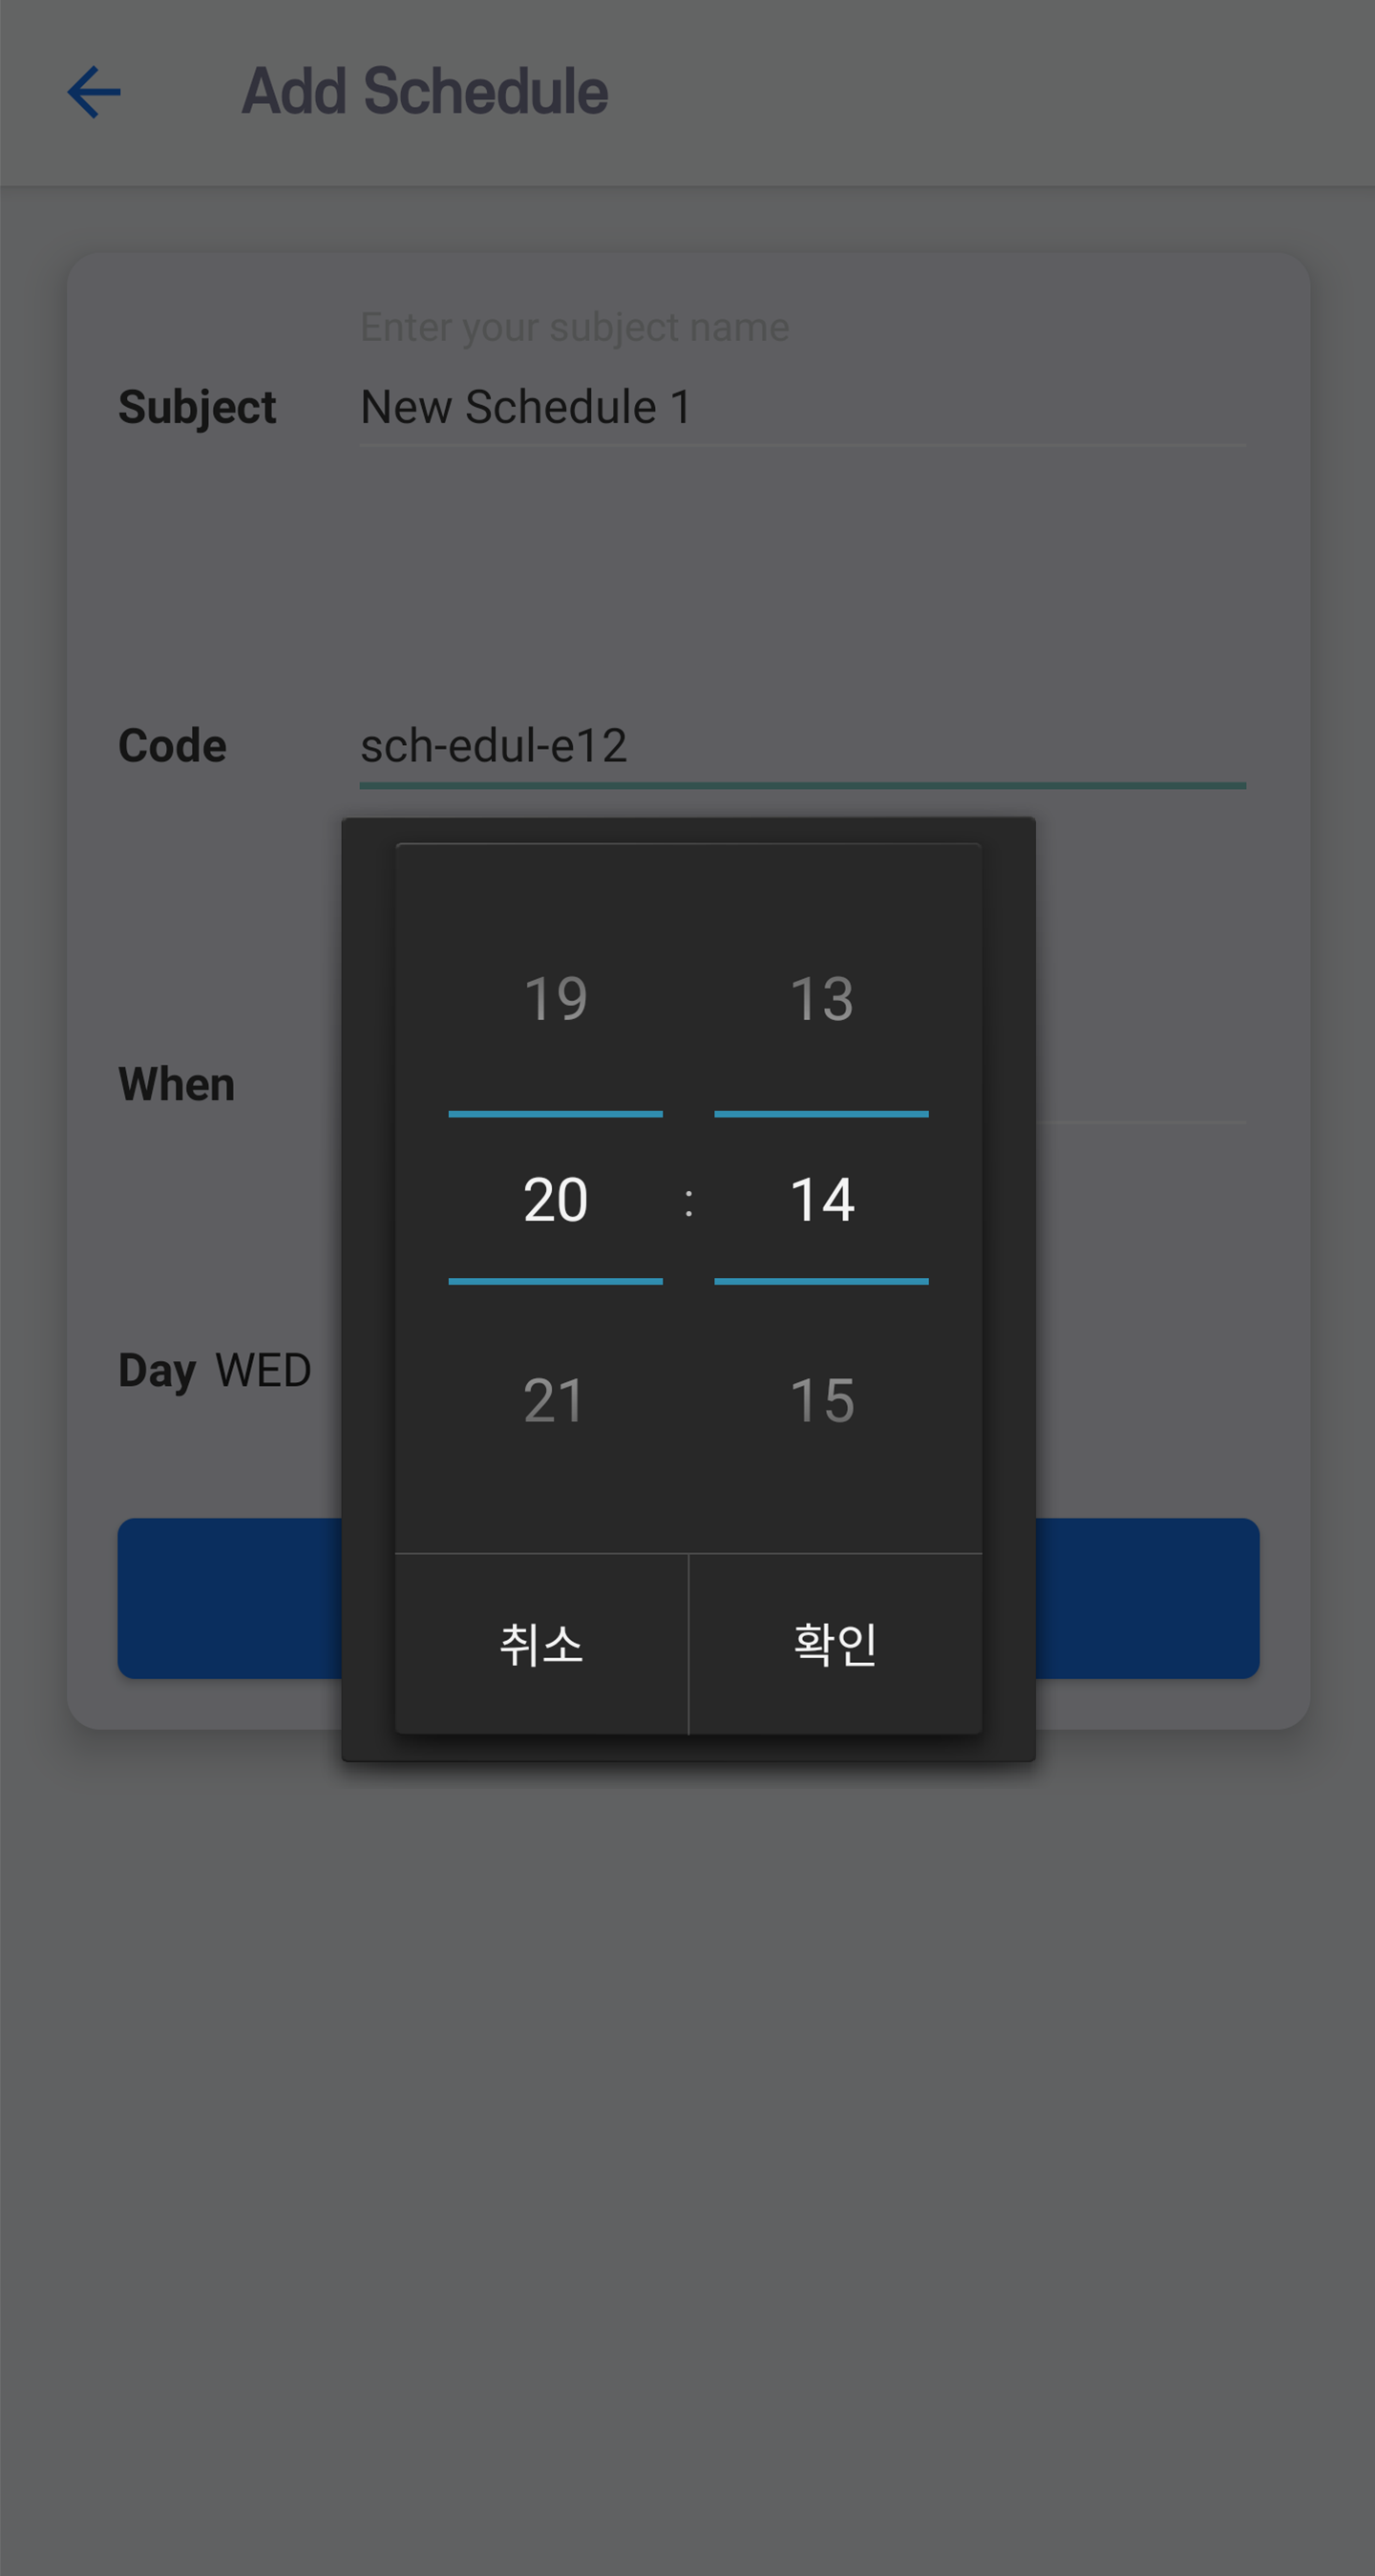 Add Schedule
Enter your subject name
Subject New Schedule 1
Code sch-edul-e12
19 13
When
20 : 14
Day WED
21 15
취소 확인